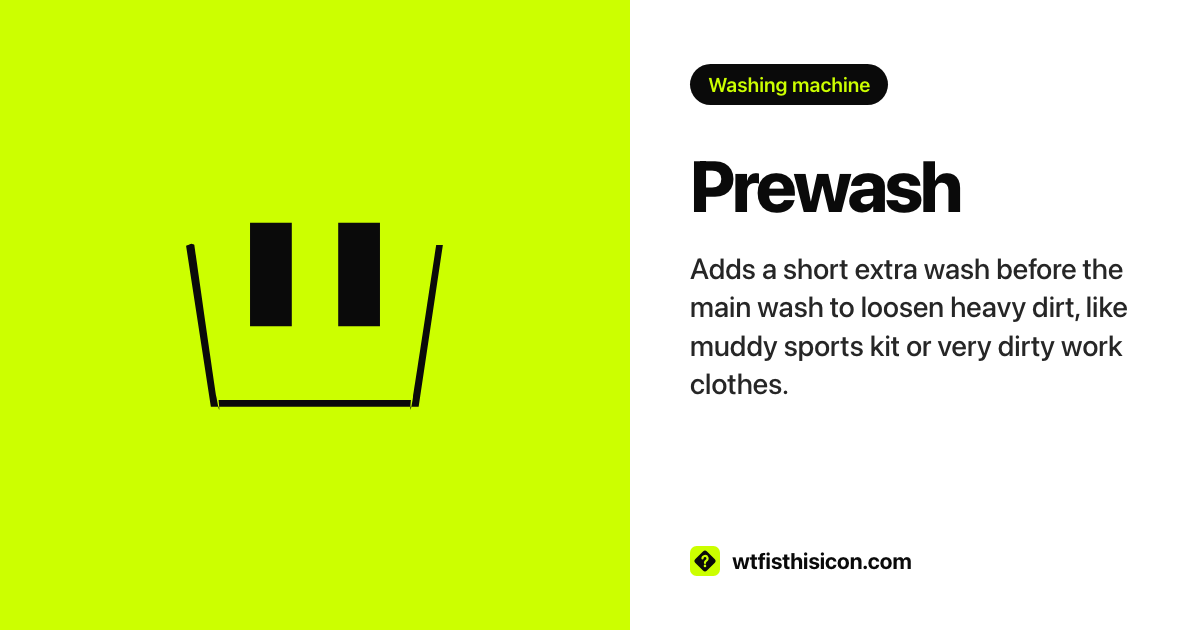 Washing machine
Prewash
Adds a short extra wash before the
main wash to loosen heavy dirt, like
muddy sports kit or very dirty work
clothes.
?
wtfisthisicon.com